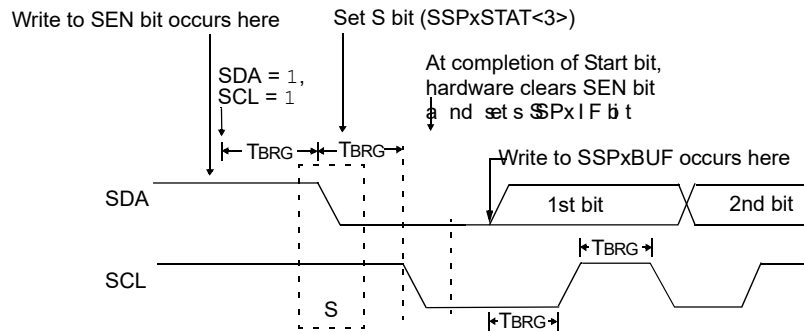 Write to SEN bit occurs here
Set S bit (SSPxSTAT<3>)
At completion of Start bit,
hardware clears SEN bit
and sets SSPxIF bit
SDA = 1,
SCL = 1
TBRG
TBRG
Write to SSPxBUF occurs here
SDA
1st bit
2nd bit
TBRG
SCL
S
TBRG